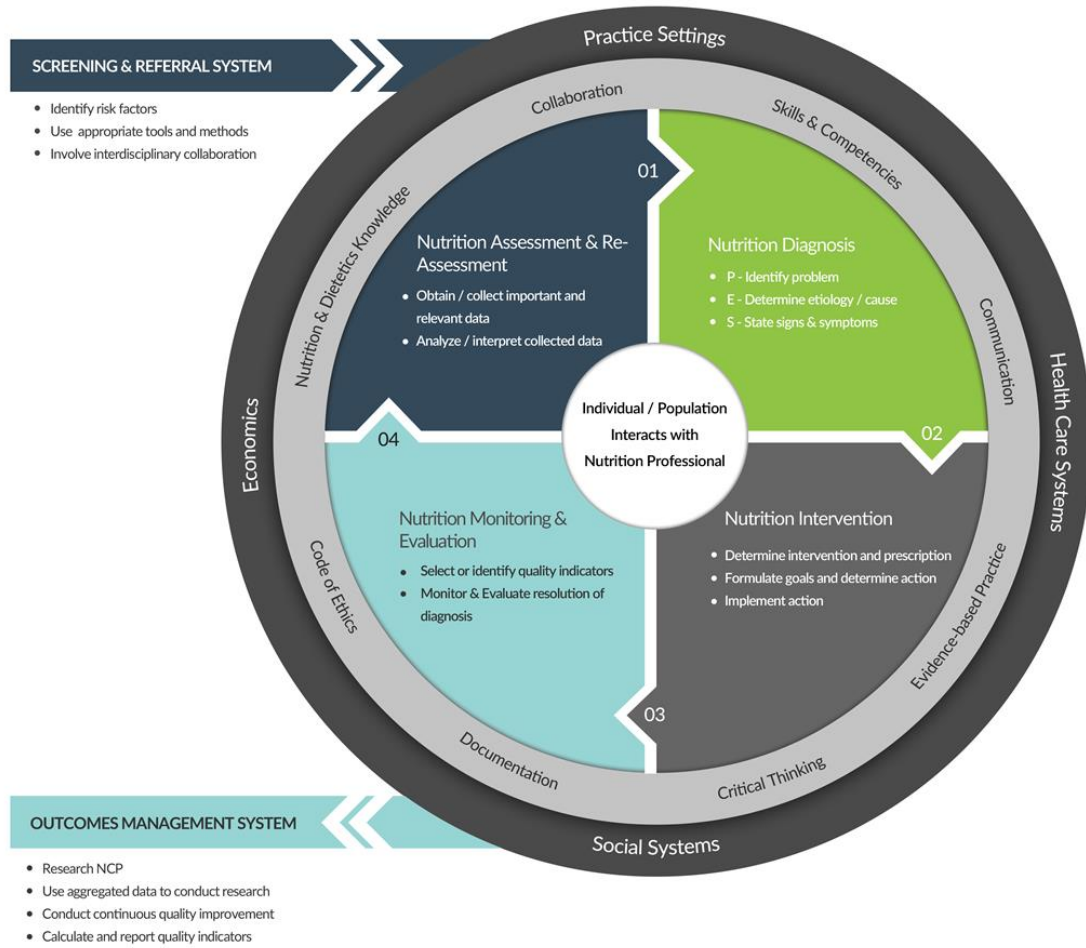 Practice Settings
SCREENING & REFERRAL SYSTEM
• Identify risk factors
• Use appropriate tools and methods
• Involve interdisciplinary collaboration
Collaboration
Skills & Competencies
Nutrition & Dietetics Knowledge
Communication
Economics
Health Care Systems
Code of Ethics
Evidence-based Practice
Documentation
Critical Thinking
Social Systems
01
Nutrition Assessment & Re-
Assessment
• Obtain / collect important and
relevant data
• Analyze / interpret collected data
Nutrition Diagnosis
• P - Identify problem
• E - Determine etiology / cause
• S - State signs & symptoms
02
Individual / Population
Interacts with
Nutrition Professional
04
Nutrition Monitoring &
Evaluation
• Select or identify quality indicators
• Monitor & Evaluate resolution of
diagnosis
Nutrition Intervention
• Determine intervention and prescription
• Formulate goals and determine action
• Implement action
03
OUTCOMES MANAGEMENT SYSTEM
• Research NCP
• Use aggregated data to conduct research
• Conduct continuous quality improvement
• Calculate and report quality indicators